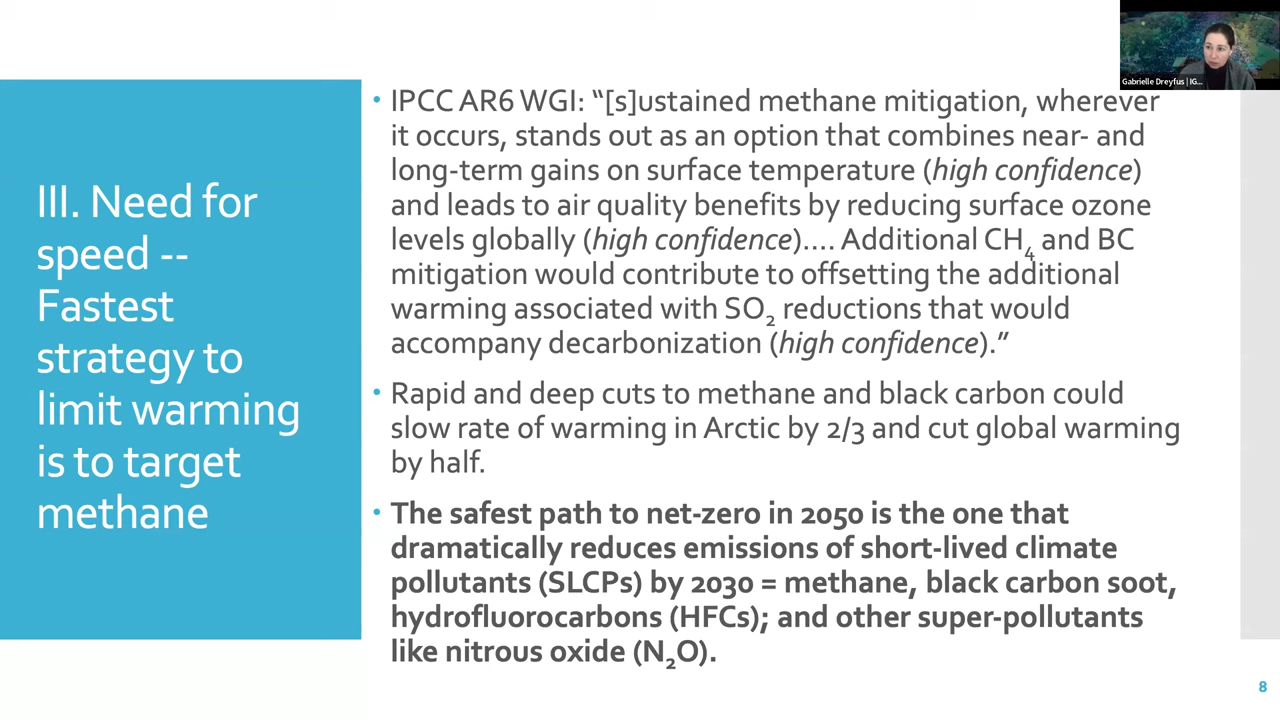 Gabrielle Dreyfus | IG...
III. Need for
speed --
Fastest
strategy to
limit warming
is to target
methane
• IPCC AR6 WGI: “[s]ustained methane mitigation, wherever
it occurs, stands out as an option that combines near- and
long-term gains on surface temperature (high confidence)
and leads to air quality benefits by reducing surface ozone
levels globally (high confidence).... Additional CH₄ and BC
mitigation would contribute to offsetting the additional
warming associated with SO₂ reductions that would
accompany decarbonization (high confidence).”
• Rapid and deep cuts to methane and black carbon could
slow rate of warming in Arctic by 2/3 and cut global warming
by half.
• The safest path to net-zero in 2050 is the one that
dramatically reduces emissions of short-lived climate
pollutants (SLCPs) by 2030 = methane, black carbon soot,
hydrofluorocarbons (HFCs); and other super-pollutants
like nitrous oxide (N₂O).
8